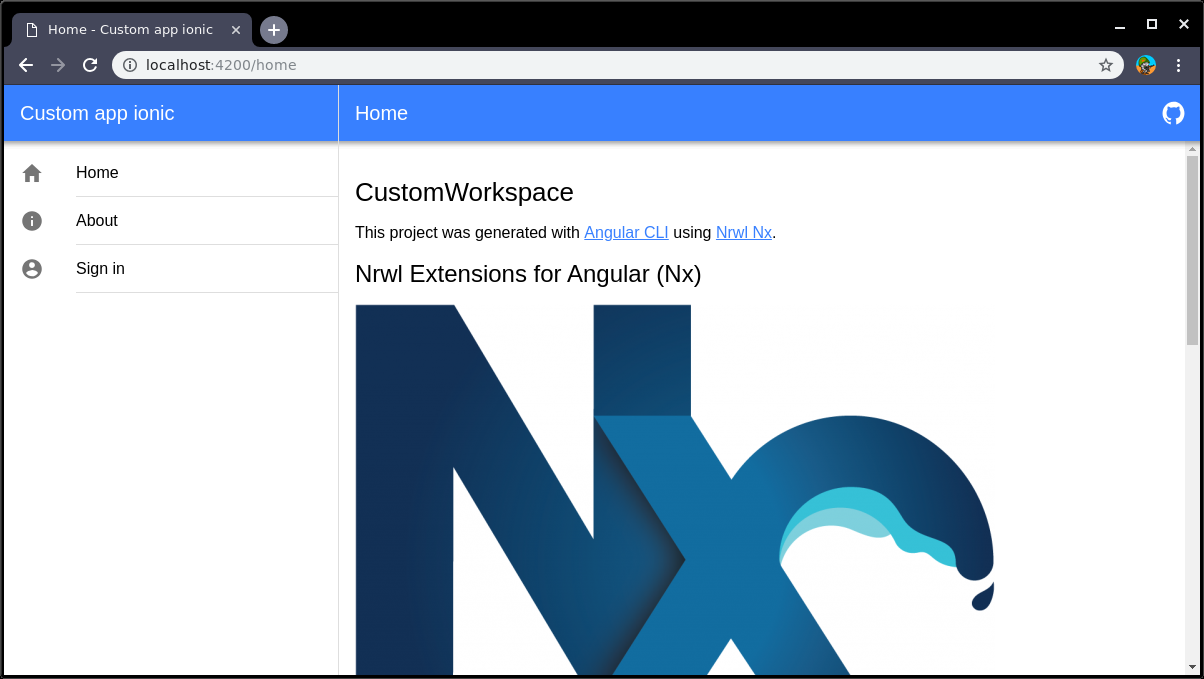 Home - Custom app ionic
localhost:4200/home
Custom app ionic
Home
Home
About
Sign in
CustomWorkspace
This project was generated with Angular CLI using Nrwl Nx.
Nrwl Extensions for Angular (Nx)
Nx